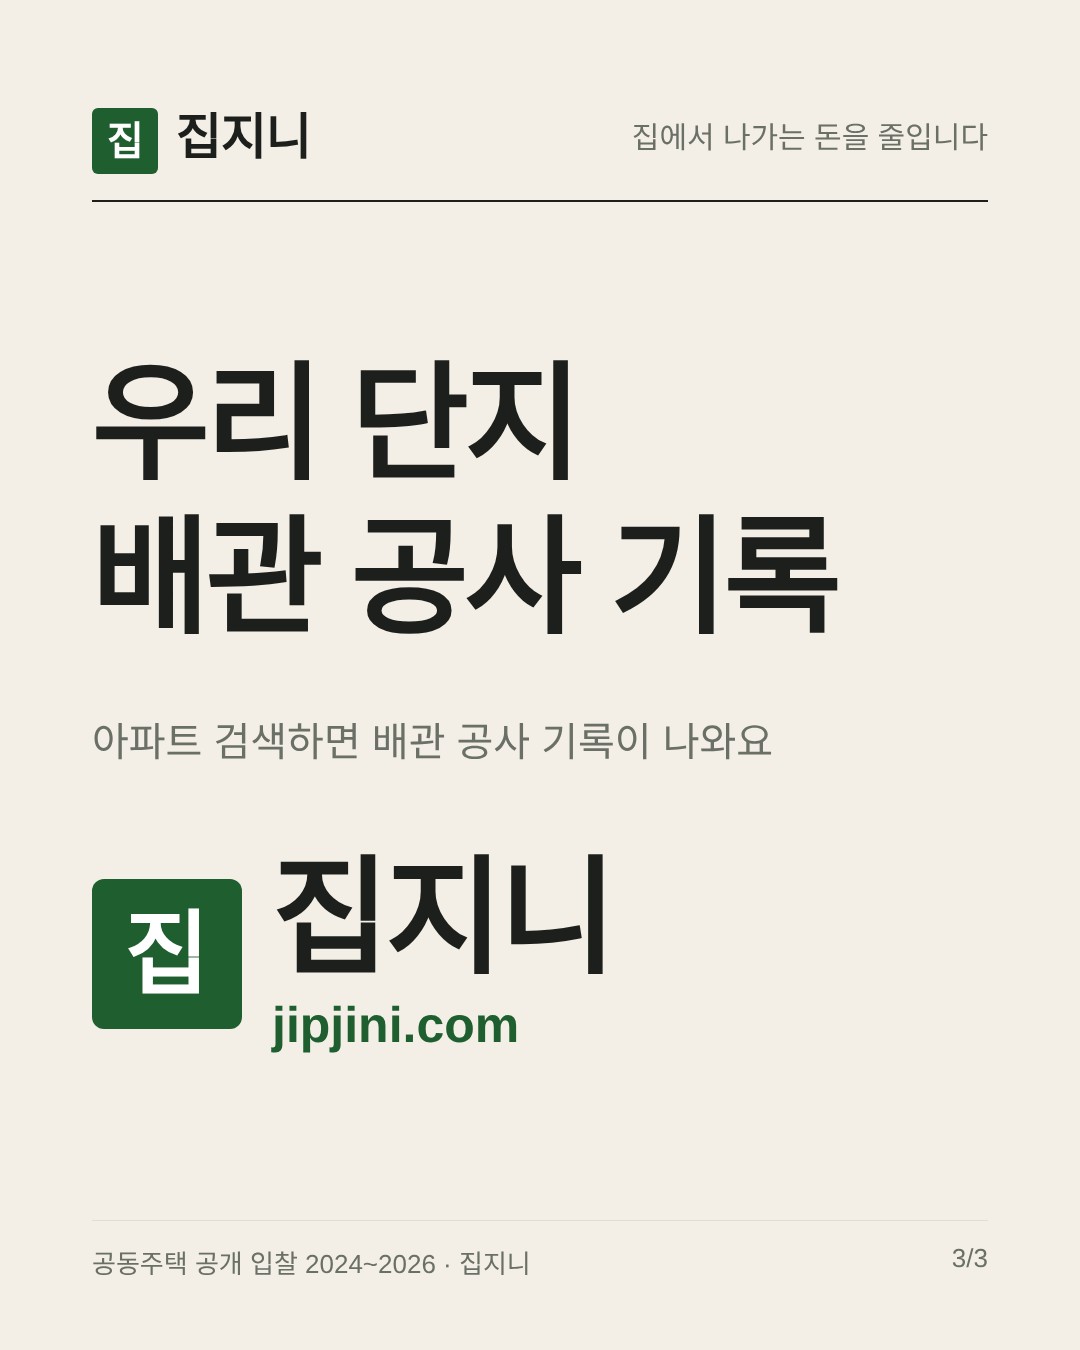 집 집지니
집에서 나가는 돈을 줄입니다
우리 단지
배관 공사 기록
아파트 검색하면 배관 공사 기록이 나와요
집 집지니
jipjini.com
공동주택 공개 입찰 2024~2026 · 집지니
3/3